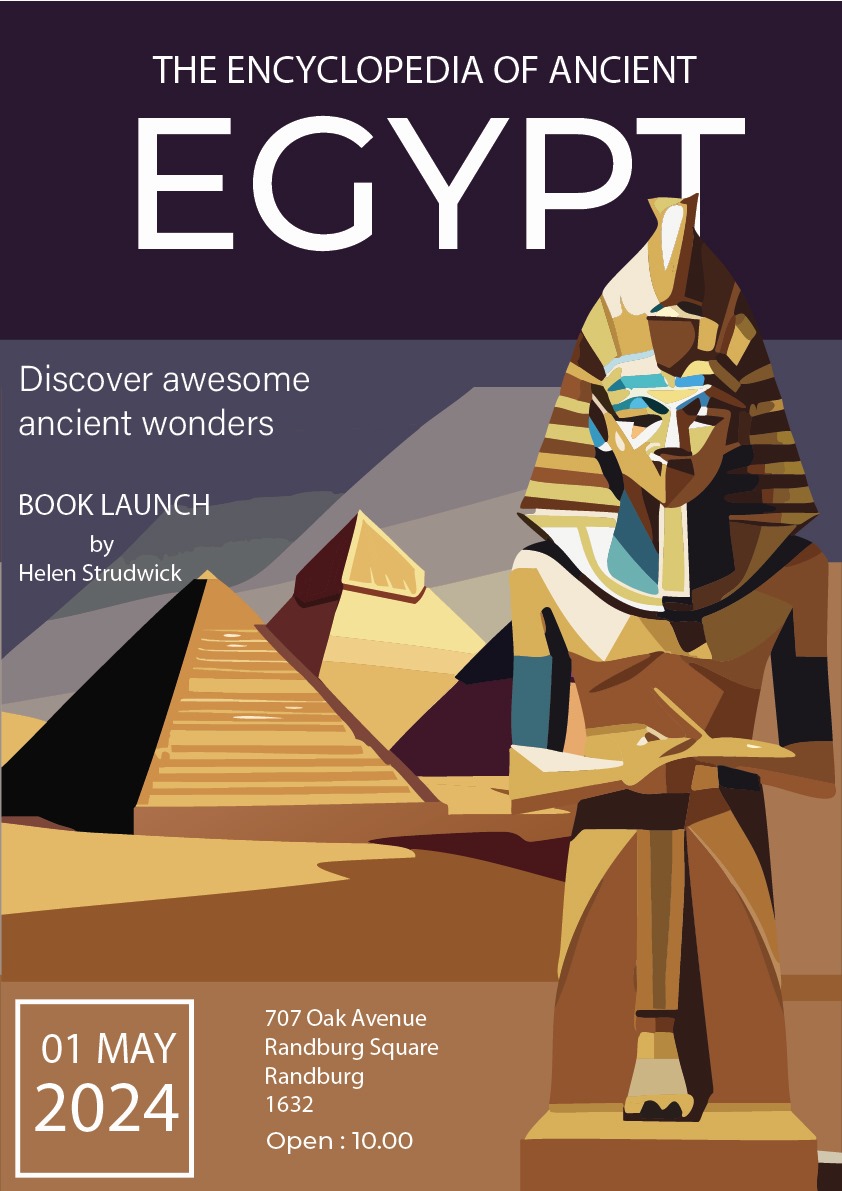 THE ENCYCLOPEDIA OF ANCIENT
EGYPT
Discover awesome
ancient wonders
BOOK LAUNCH
by
Helen Strudwick
01 MAY
2024
707 Oak Avenue
Randburg Square
Randburg
1632
Open : 10.00